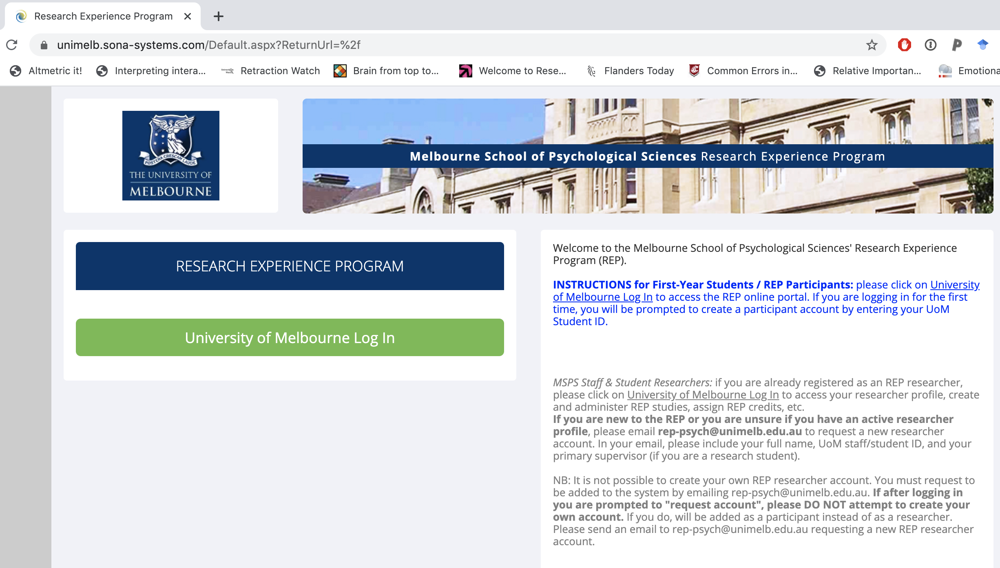 Research Experience Program
unimelb.sona-systems.com/Default.aspx?ReturnUrl=%2f
Altmetric it! Interpreting intera... Retraction Watch Brain from top to... Welcome to Rese... Flanders Today Common Errors in... Relative Importan... Emotiona
POSTERA CRESCAM LAUDE
THE UNIVERSITY OF
MELBOURNE
Melbourne School of Psychological Sciences Research Experience Program
RESEARCH EXPERIENCE PROGRAM
University of Melbourne Log In
Welcome to the Melbourne School of Psychological Sciences' Research Experience
Program (REP).
INSTRUCTIONS for First-Year Students / REP Participants: please click on University
of Melbourne Log In to access the REP online portal. If you are logging in for the first
time, you will be prompted to create a participant account by entering your UoM
Student ID.
MSPS Staff & Student Researchers: if you are already registered as an REP researcher,
please click on University of Melbourne Log In to access your researcher profile, create
and administer REP studies, assign REP credits, etc.
If you are new to the REP or you are unsure if you have an active researcher
profile, please email rep-psych@unimelb.edu.au to request a new researcher
account. In your email, please include your full name, UoM staff/student ID, and your
primary supervisor (if you are a research student).
NB: It is not possible to create your own REP researcher account. You must request to
be added to the system by emailing rep-psych@unimelb.edu.au. If after logging in
you are prompted to "request account", please DO NOT attempt to create your
own account. If you do, will be added as a participant instead of as a researcher.
Please send an email to rep-psych@unimelb.edu.au requesting a new REP researcher
account.